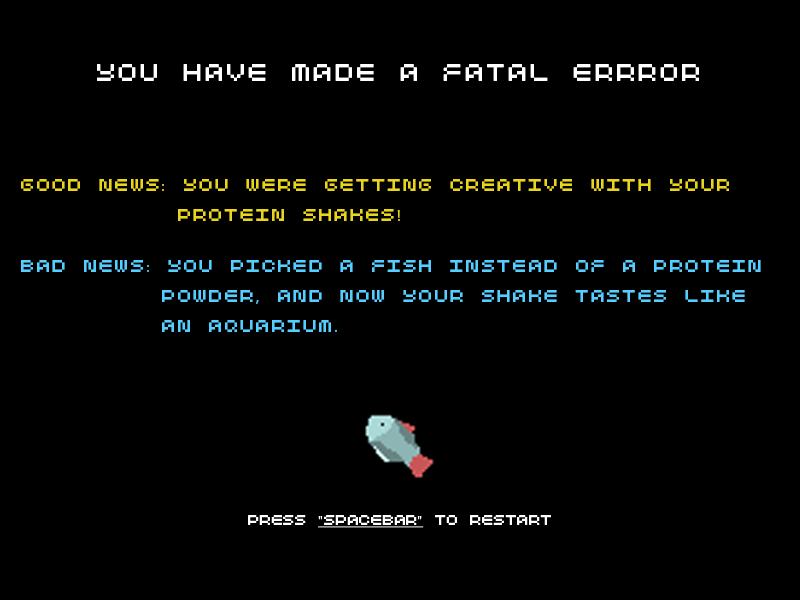 YOU HAVE MADE A FATAL ERRROR
GOOD NEWS: YOU WERE GETTING CREATIVE WITH YOUR
PROTEIN SHAKES!
BAD NEWS: YOU PICKED A FISH INSTEAD OF A PROTEIN
POWDER, AND NOW YOUR SHAKE TASTES LIKE
AN AQUARIUM.
PRESS "SPACEBAR" TO RESTART